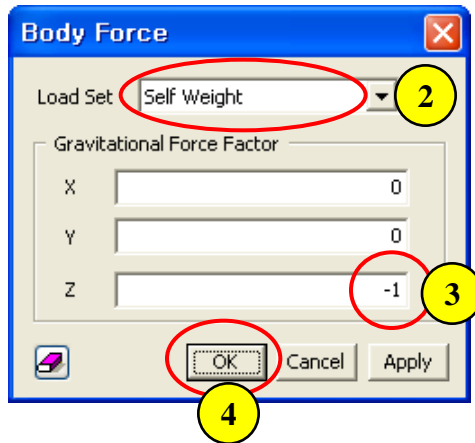 Body Force
Load Set Self Weight 2
Gravitational Force Factor
X 0
Y 0
Z -1 3
OK Cancel Apply
4